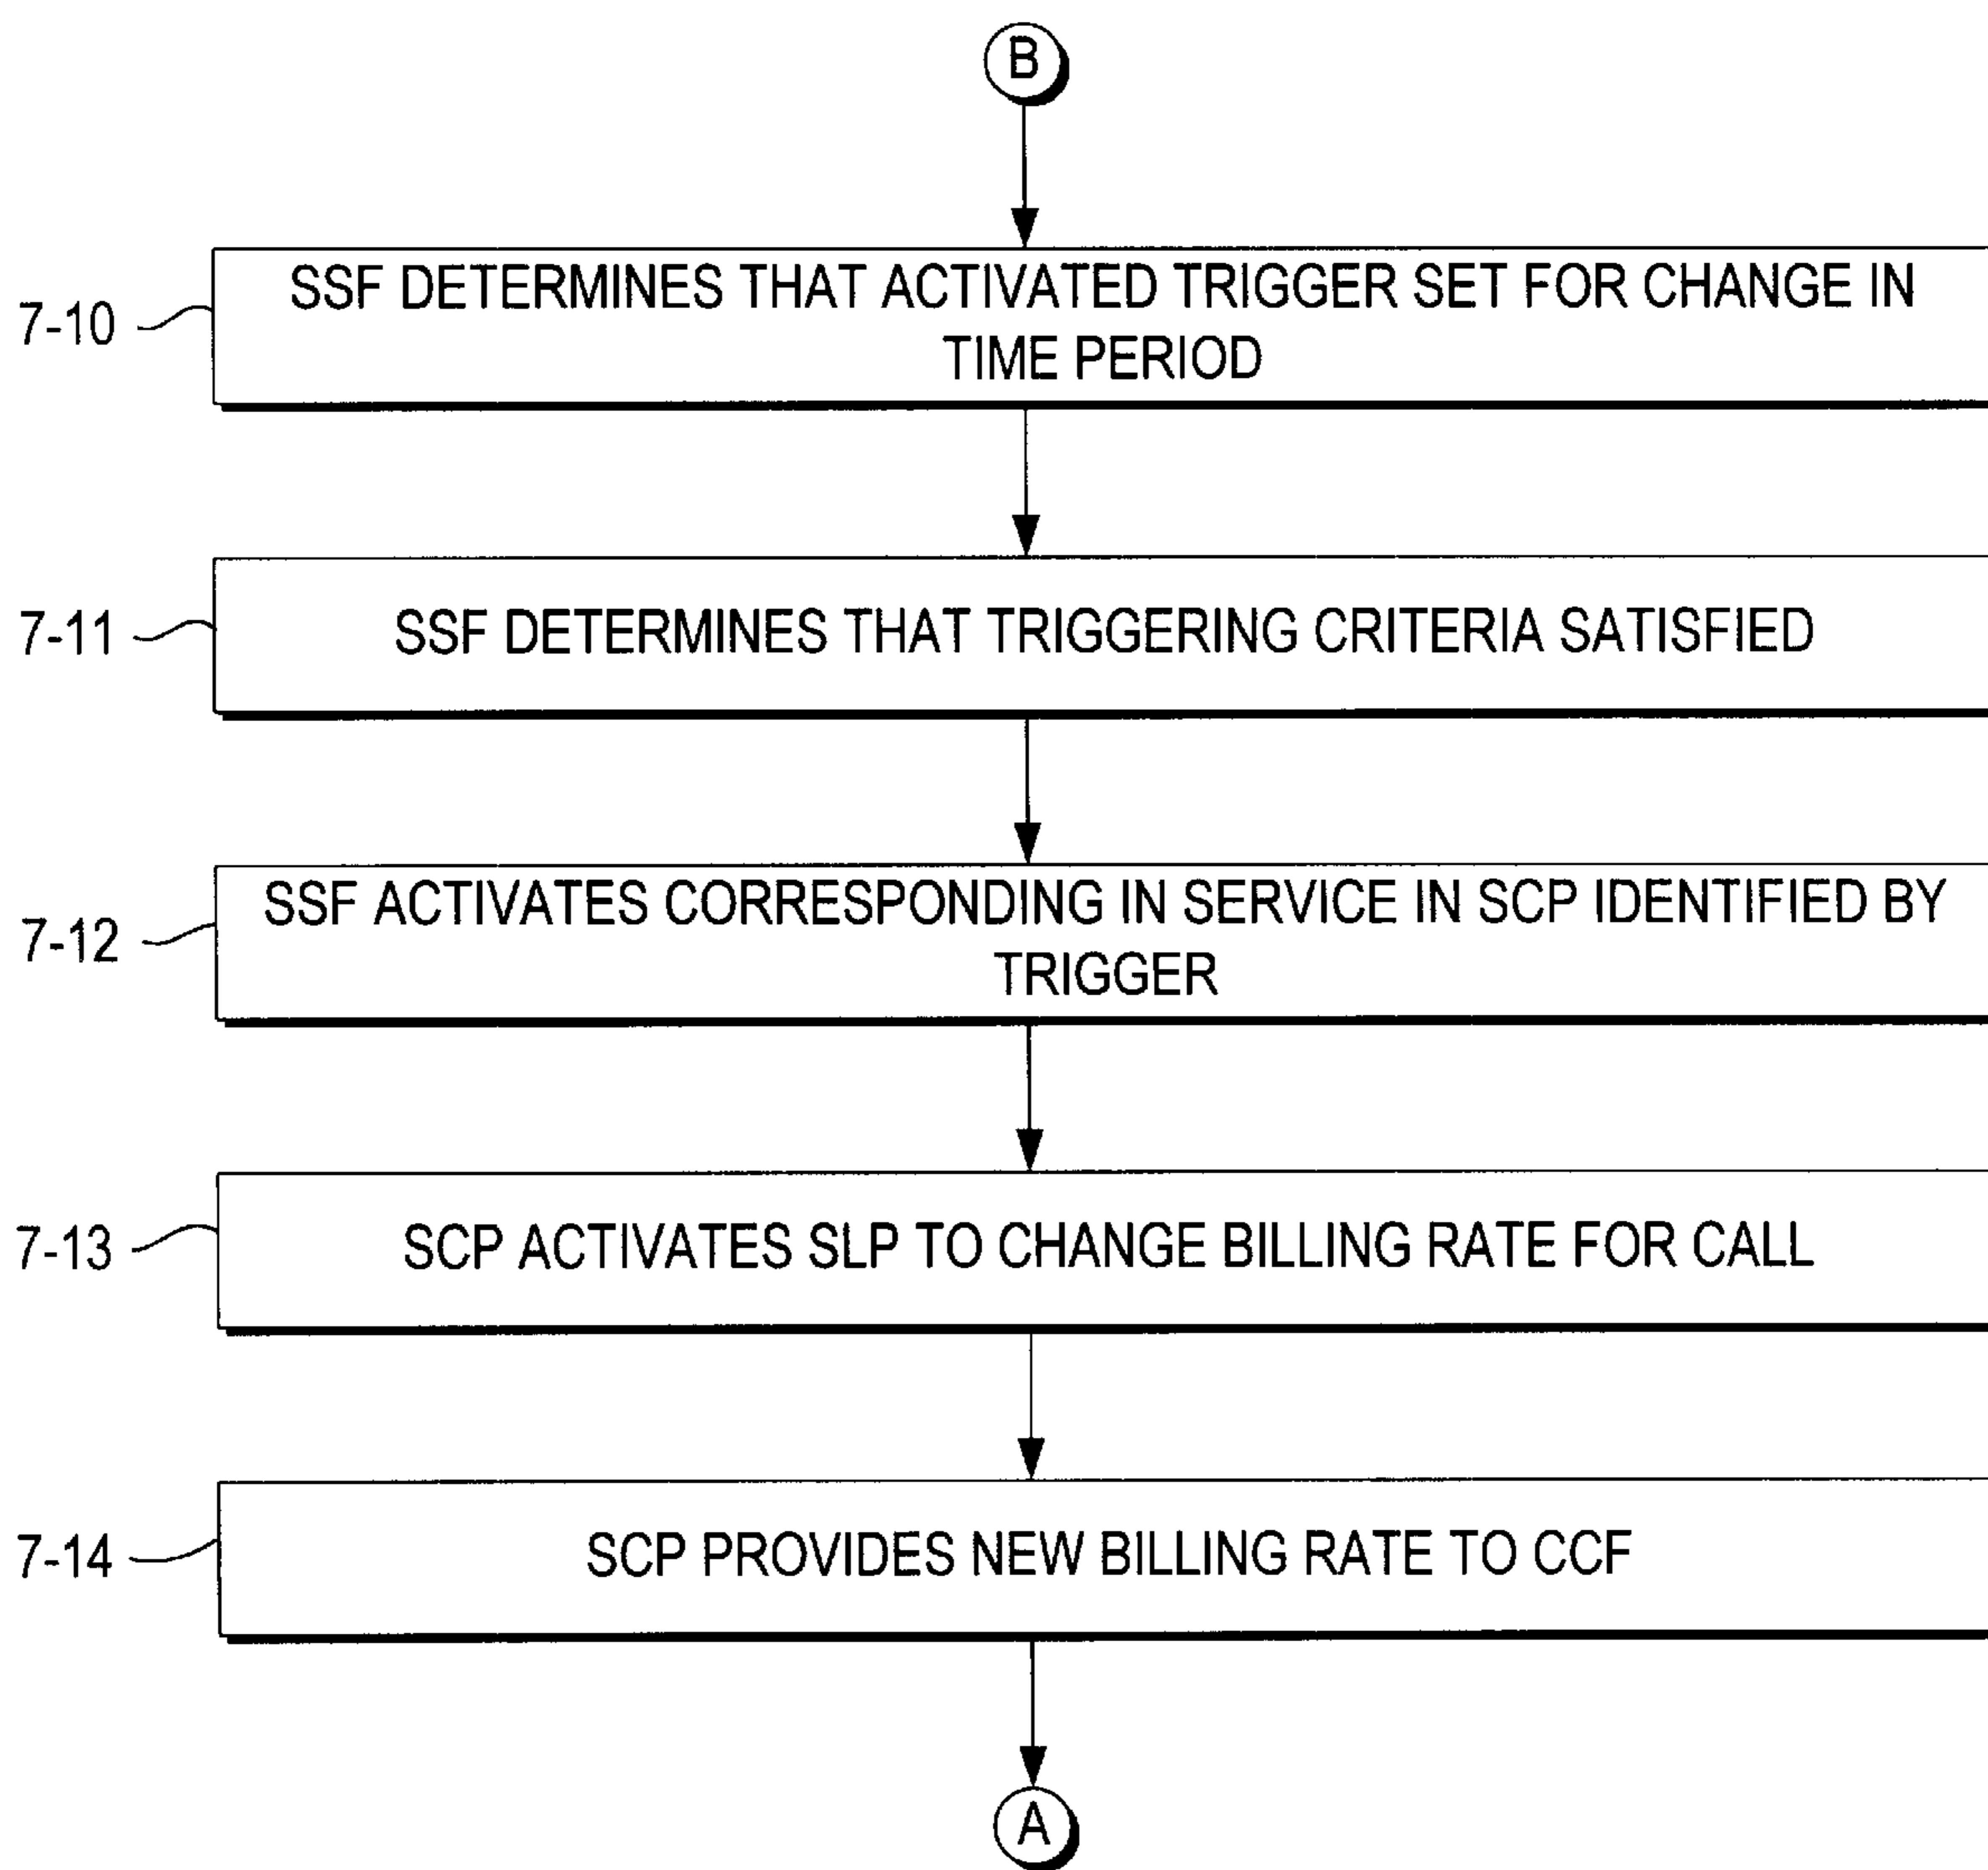 B
7-10
SSF DETERMINES THAT ACTIVATED TRIGGER SET FOR CHANGE IN
TIME PERIOD
7-11
SSF DETERMINES THAT TRIGGERING CRITERIA SATISFIED
7-12
SSF ACTIVATES CORRESPONDING IN SERVICE IN SCP IDENTIFIED BY
TRIGGER
7-13
SCP ACTIVATES SLP TO CHANGE BILLING RATE FOR CALL
7-14
SCP PROVIDES NEW BILLING RATE TO CCF
A